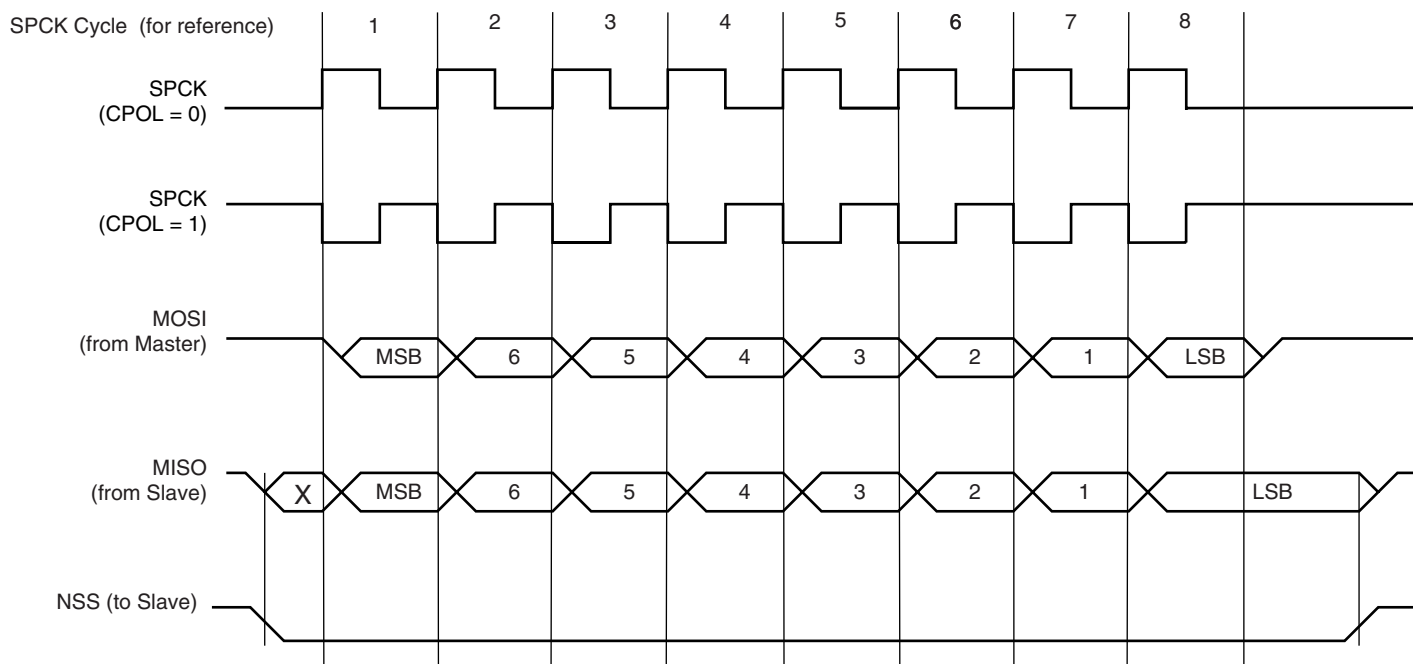 SPCK Cycle (for reference) 1 2 3 4 5 6 7 8
SPCK
(CPOL = 0)
SPCK
(CPOL = 1)
MOSI
(from Master)
MSB 6 5 4 3 2 1 LSB
MISO
(from Slave)
X MSB 6 5 4 3 2 1 LSB
NSS (to Slave)